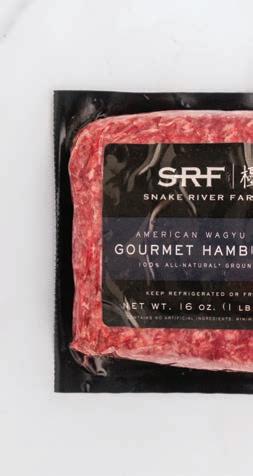 SRF
SNAKE RIVER FAR
AMERICAN WAGYU
GOURMET HAMBU
100% ALL-NATURAL* GROUN
KEEP REFRIGERATED OR FR
NET WT. 16 OZ. (1 LB
CONTAINS NO ARTIFICIAL INGREDIENTS, MINIM